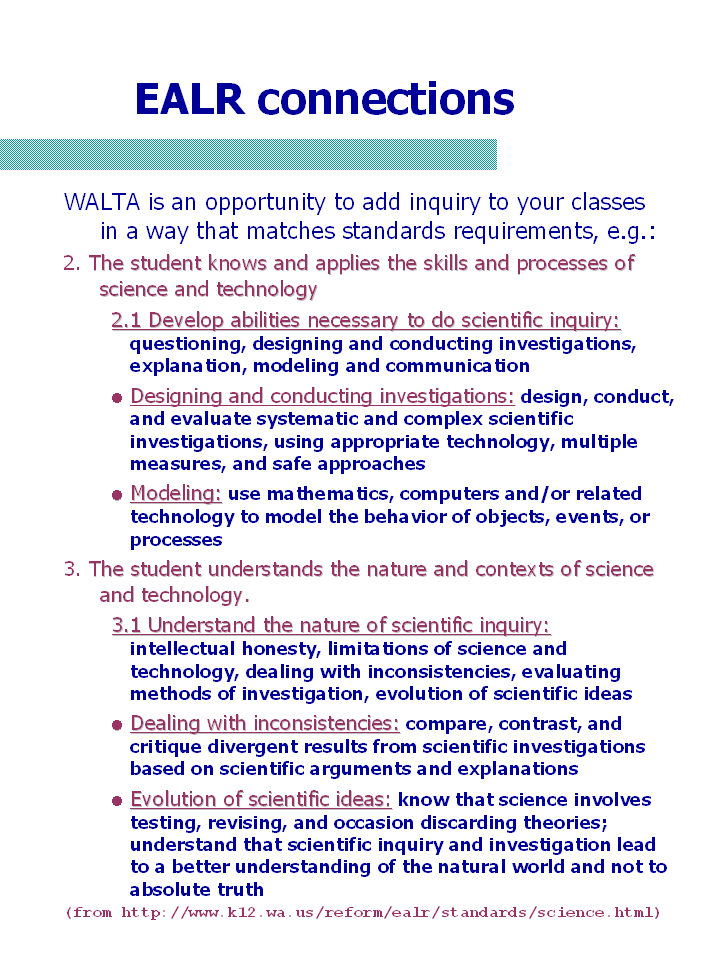 EALR connections
WALTA is an opportunity to add inquiry to your classes
in a way that matches standards requirements, e.g.:
2. The student knows and applies the skills and processes of
science and technology
2.1 Develop abilities necessary to do scientific inquiry:
questioning, designing and conducting investigations,
explanation, modeling and communication
● Designing and conducting investigations: design, conduct,
and evaluate systematic and complex scientific
investigations, using appropriate technology, multiple
measures, and safe approaches
● Modeling: use mathematics, computers and/or related
technology to model the behavior of objects, events, or
processes
3. The student understands the nature and contexts of science
and technology.
3.1 Understand the nature of scientific inquiry:
intellectual honesty, limitations of science and
technology, dealing with inconsistencies, evaluating
methods of investigation, evolution of scientific ideas
● Dealing with inconsistencies: compare, contrast, and
critique divergent results from scientific investigations
based on scientific arguments and explanations
● Evolution of scientific ideas: know that science involves
testing, revising, and occasion discarding theories;
understand that scientific inquiry and investigation lead
to a better understanding of the natural world and not to
absolute truth
(from http://www.k12.wa.us/reform/ealr/standards/science.html)